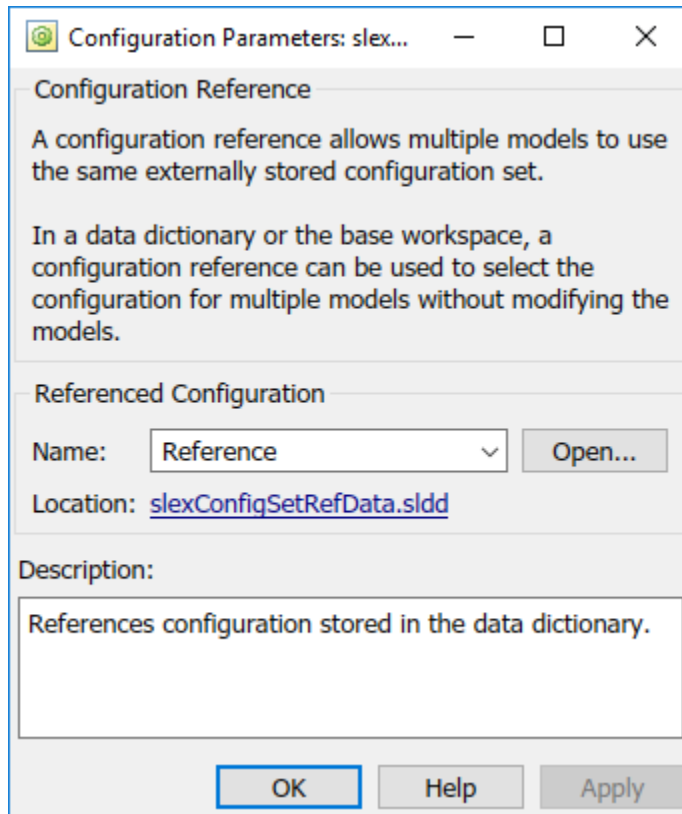 Configuration Parameters: slex...
Configuration Reference
A configuration reference allows multiple models to use
the same externally stored configuration set.
In a data dictionary or the base workspace, a
configuration reference can be used to select the
configuration for multiple models without modifying the
models.
Referenced Configuration
Name: Reference Open...
Location: slexConfigSetRefData.sldd
Description:
References configuration stored in the data dictionary.
OK Help Apply